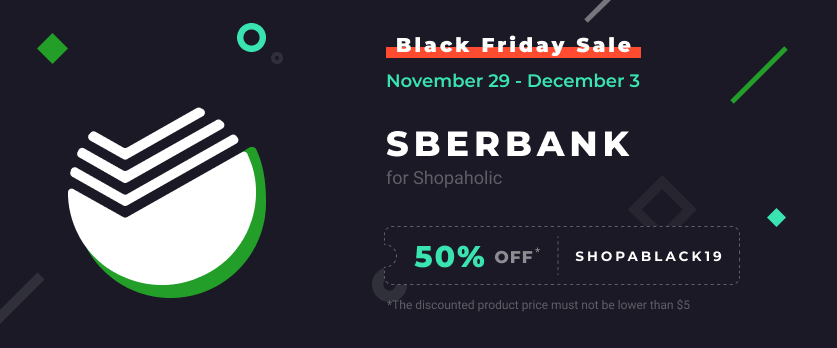 Black Friday Sale
November 29 - December 3
SBERBANK
for Shopaholic
50% OFF* SHOPABLACK19
*The discounted product price must not be lower than $5